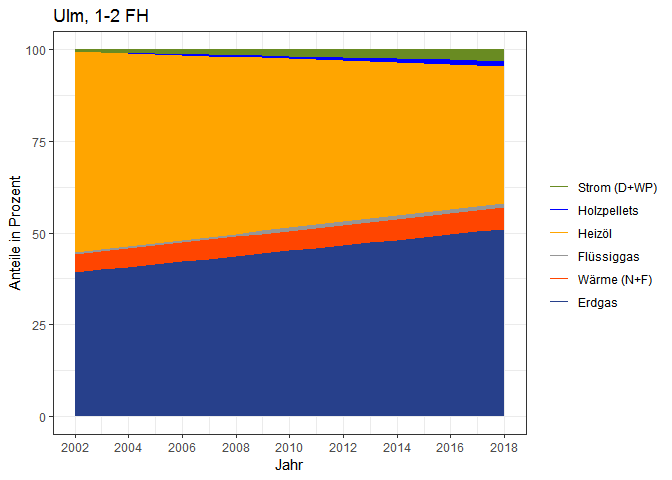 Ulm, 1-2 FH
Anteile in Prozent
100
75
50
25
0
2002 2004 2006 2008 2010 2012 2014 2016 2018
Jahr
Strom (D+WP)
Holzpellets
Heizöl
Flüssiggas
Wärme (N+F)
Erdgas